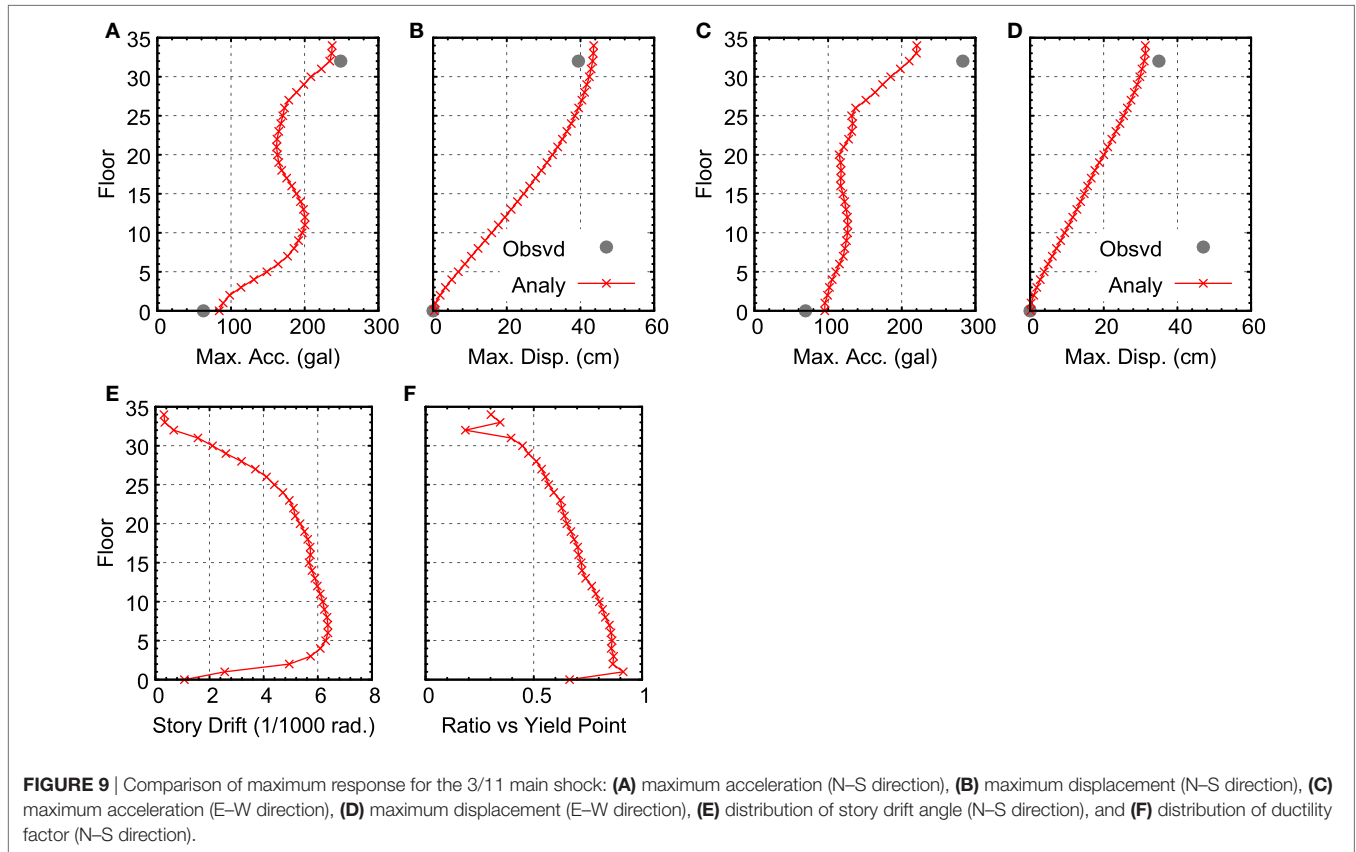 A
B
C
D
35
30
25
20
15
10
5
0
Floor
0 100 200 300
Max. Acc. (gal)
Obsvd
Analy
0 20 40 60
Max. Disp. (cm)
35
30
25
20
15
10
5
0
Floor
0 100 200 300
Max. Acc. (gal)
Obsvd
Analy
0 20 40 60
Max. Disp. (cm)
E
F
35
30
25
20
15
10
5
0
Floor
0 2 4 6 8
Story Drift (1/1000 rad.)
0 0.5 1
Ratio vs Yield Point
FIGURE 9 | Comparison of maximum response for the 3/11 main shock: (A) maximum acceleration (N–S direction), (B) maximum displacement (N–S direction), (C)
maximum acceleration (E–W direction), (D) maximum displacement (E–W direction), (E) distribution of story drift angle (N–S direction), and (F) distribution of ductility
factor (N–S direction).